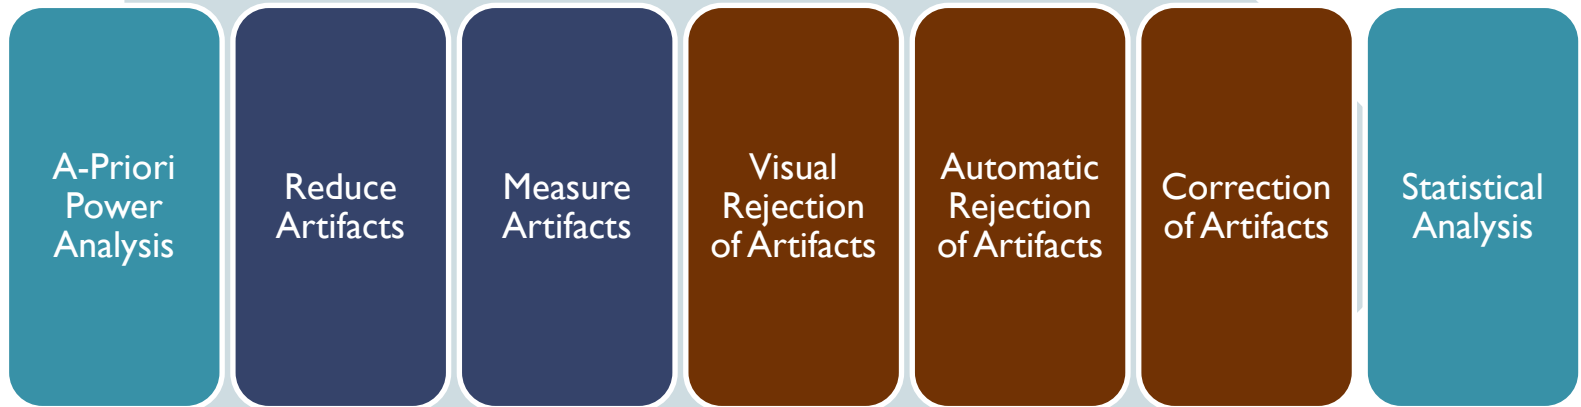 A-Priori
Power
Analysis
Reduce
Artifacts
Measure
Artifacts
Visual
Rejection
of Artifacts
Automatic
Rejection
of Artifacts
Correction
of Artifacts
Statistical
Analysis